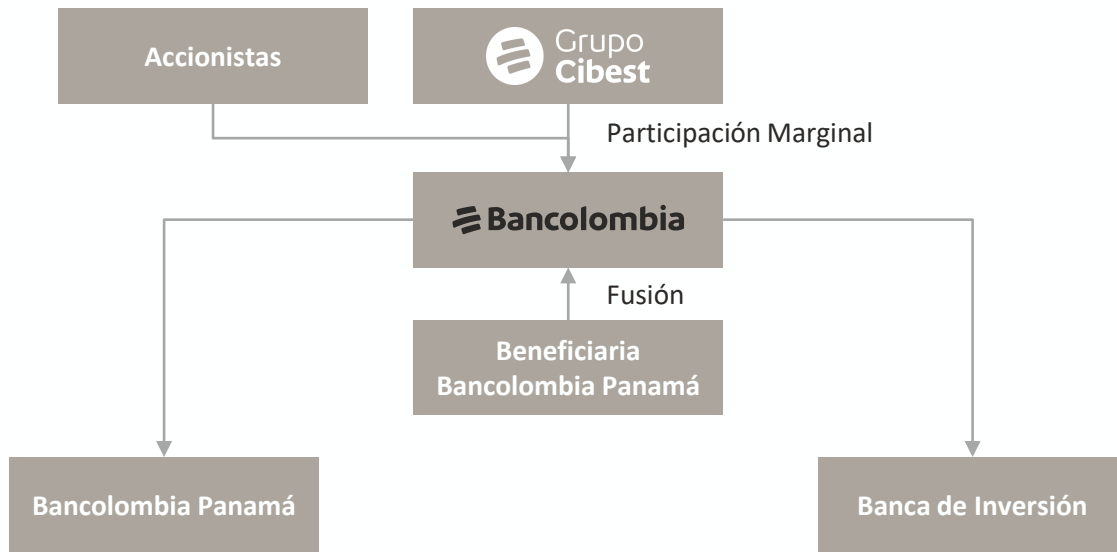 Accionistas
Grupo
Cibest
Participación Marginal
Bancolombia
Fusión
Beneficiaria
Bancolombia Panamá
Bancolombia Panamá
Banca de Inversión